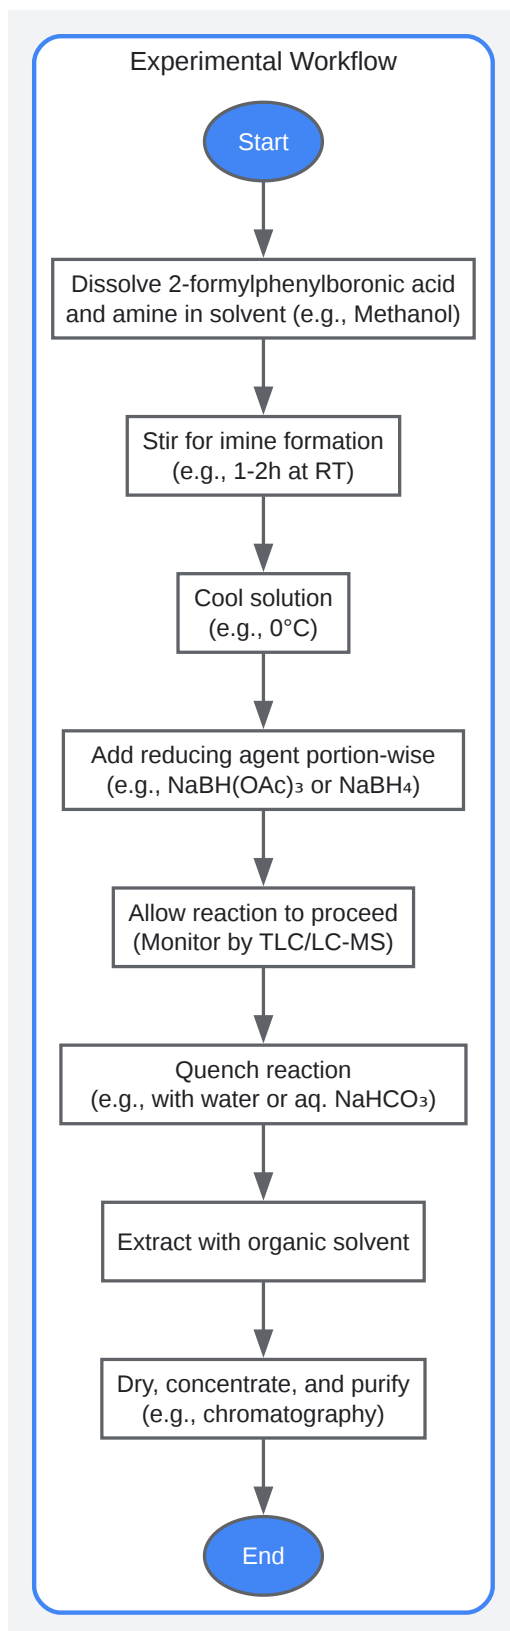 Experimental Workflow
Start
Dissolve 2-formylphenylboronic acid
and amine in solvent (e.g., Methanol)
Stir for imine formation
(e.g., 1-2h at RT)
Cool solution
(e.g., 0°C)
Add reducing agent portion-wise
(e.g., NaBH(OAc)₃ or NaBH₄)
Allow reaction to proceed
(Monitor by TLC/LC-MS)
Quench reaction
(e.g., with water or aq. NaHCO₃)
Extract with organic solvent
Dry, concentrate, and purify
(e.g., chromatography)
End